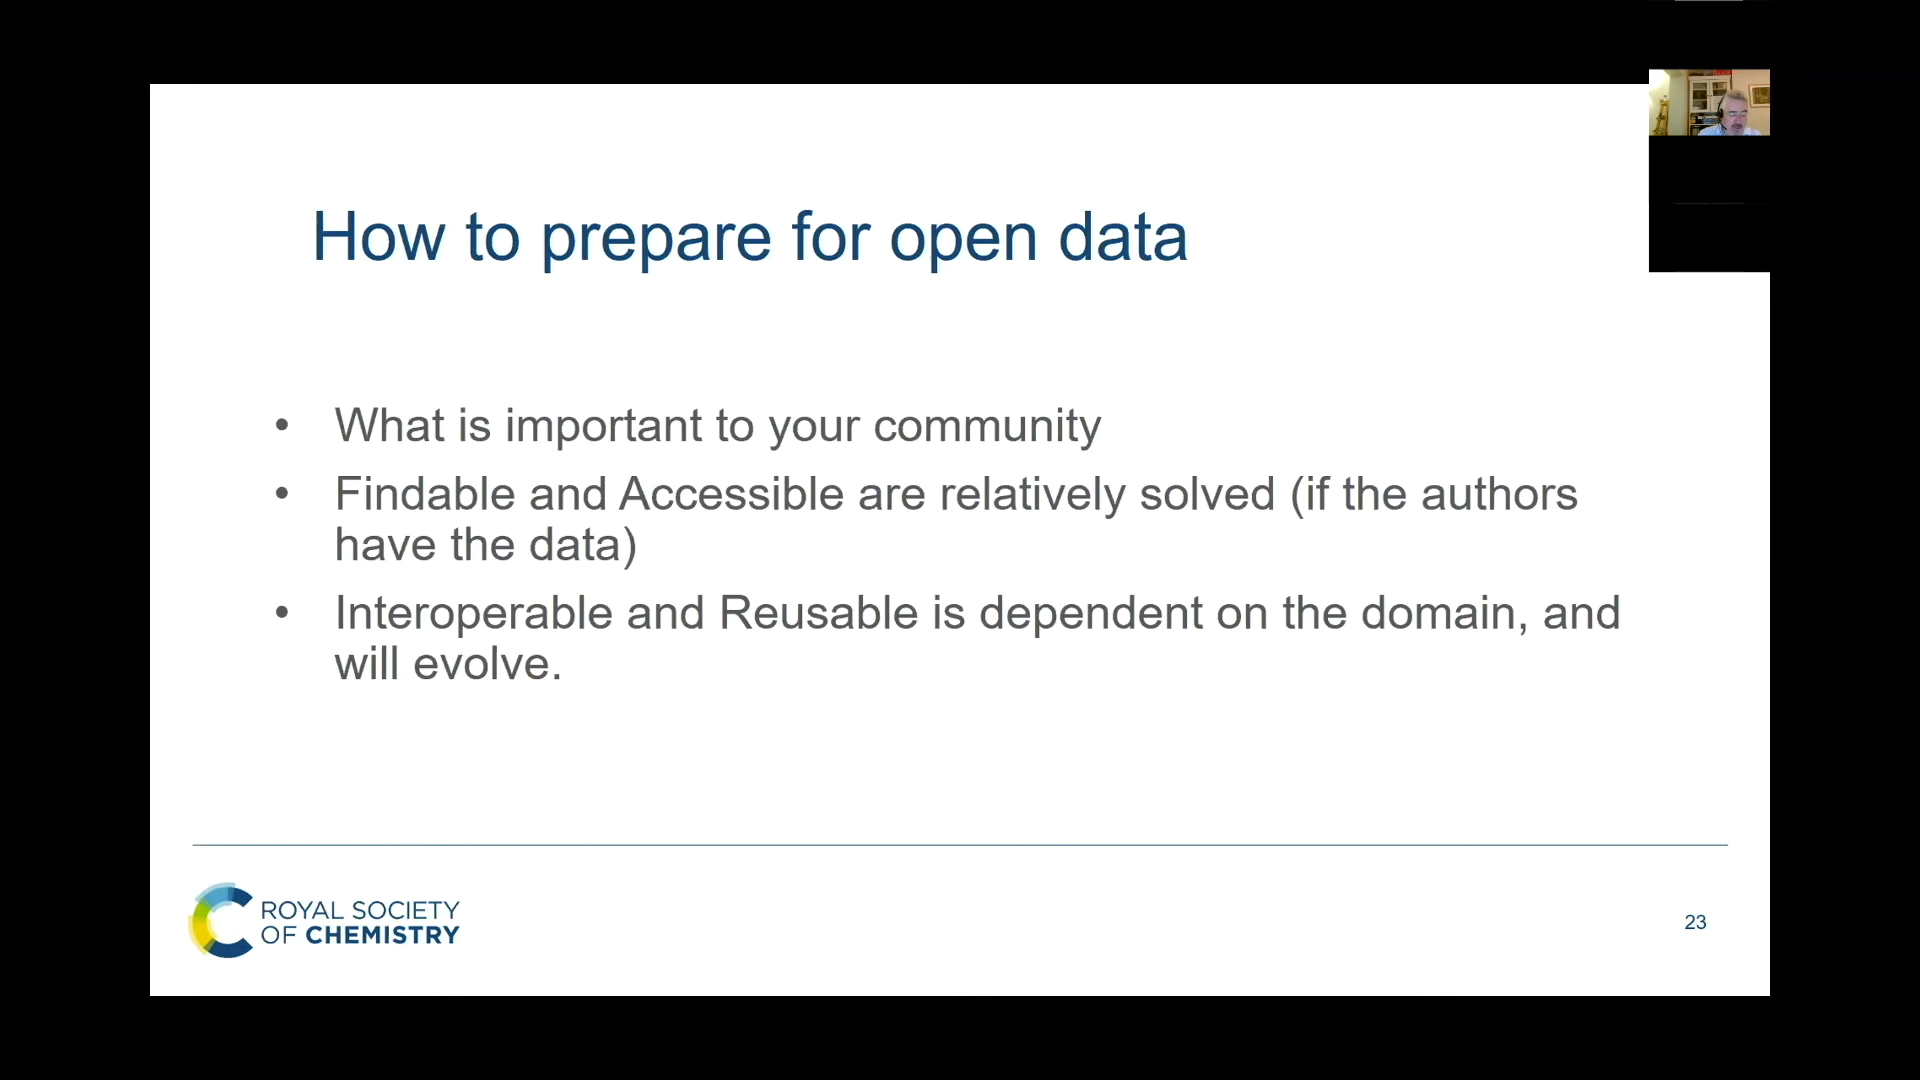 How to prepare for open data
• What is important to your community
• Findable and Accessible are relatively solved (if the authors
have the data)
• Interoperable and Reusable is dependent on the domain, and
will evolve.
ROYAL SOCIETY
OF CHEMISTRY
23